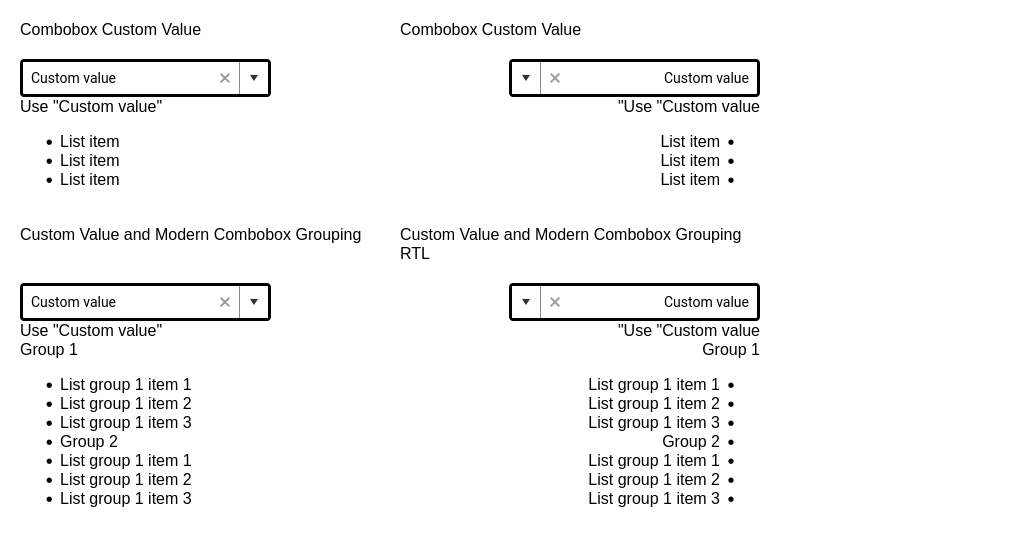 Combobox Custom Value
Custom value
Use "Custom value"
List item
List item
List item
Combobox Custom Value
Custom value
"Use "Custom value
List item
List item
List item
Custom Value and Modern Combobox Grouping
Custom value
Use "Custom value"
Group 1
List group 1 item 1
List group 1 item 2
List group 1 item 3
Group 2
List group 1 item 1
List group 1 item 2
List group 1 item 3
Custom Value and Modern Combobox Grouping
RTL
Custom value
"Use "Custom value
Group 1
List group 1 item 1
List group 1 item 2
List group 1 item 3
Group 2
List group 1 item 1
List group 1 item 2
List group 1 item 3